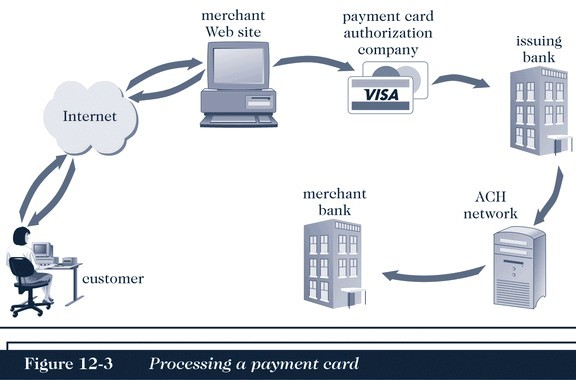 merchant
Web site
payment card
authorization
company
issuing
bank
VISA
Internet
merchant
bank
ACH
network
customer
Figure 12-3 Processing a payment card